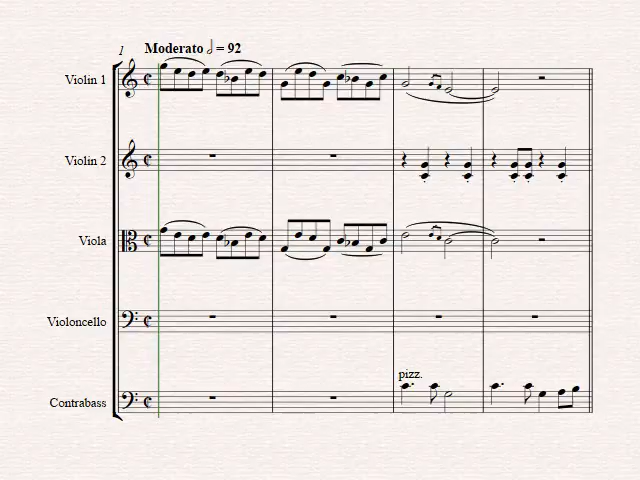 1
Moderato 𝅗𝅥 = 92
Violin 1
Violin 2
Viola
Violoncello
pizz.
Contrabass